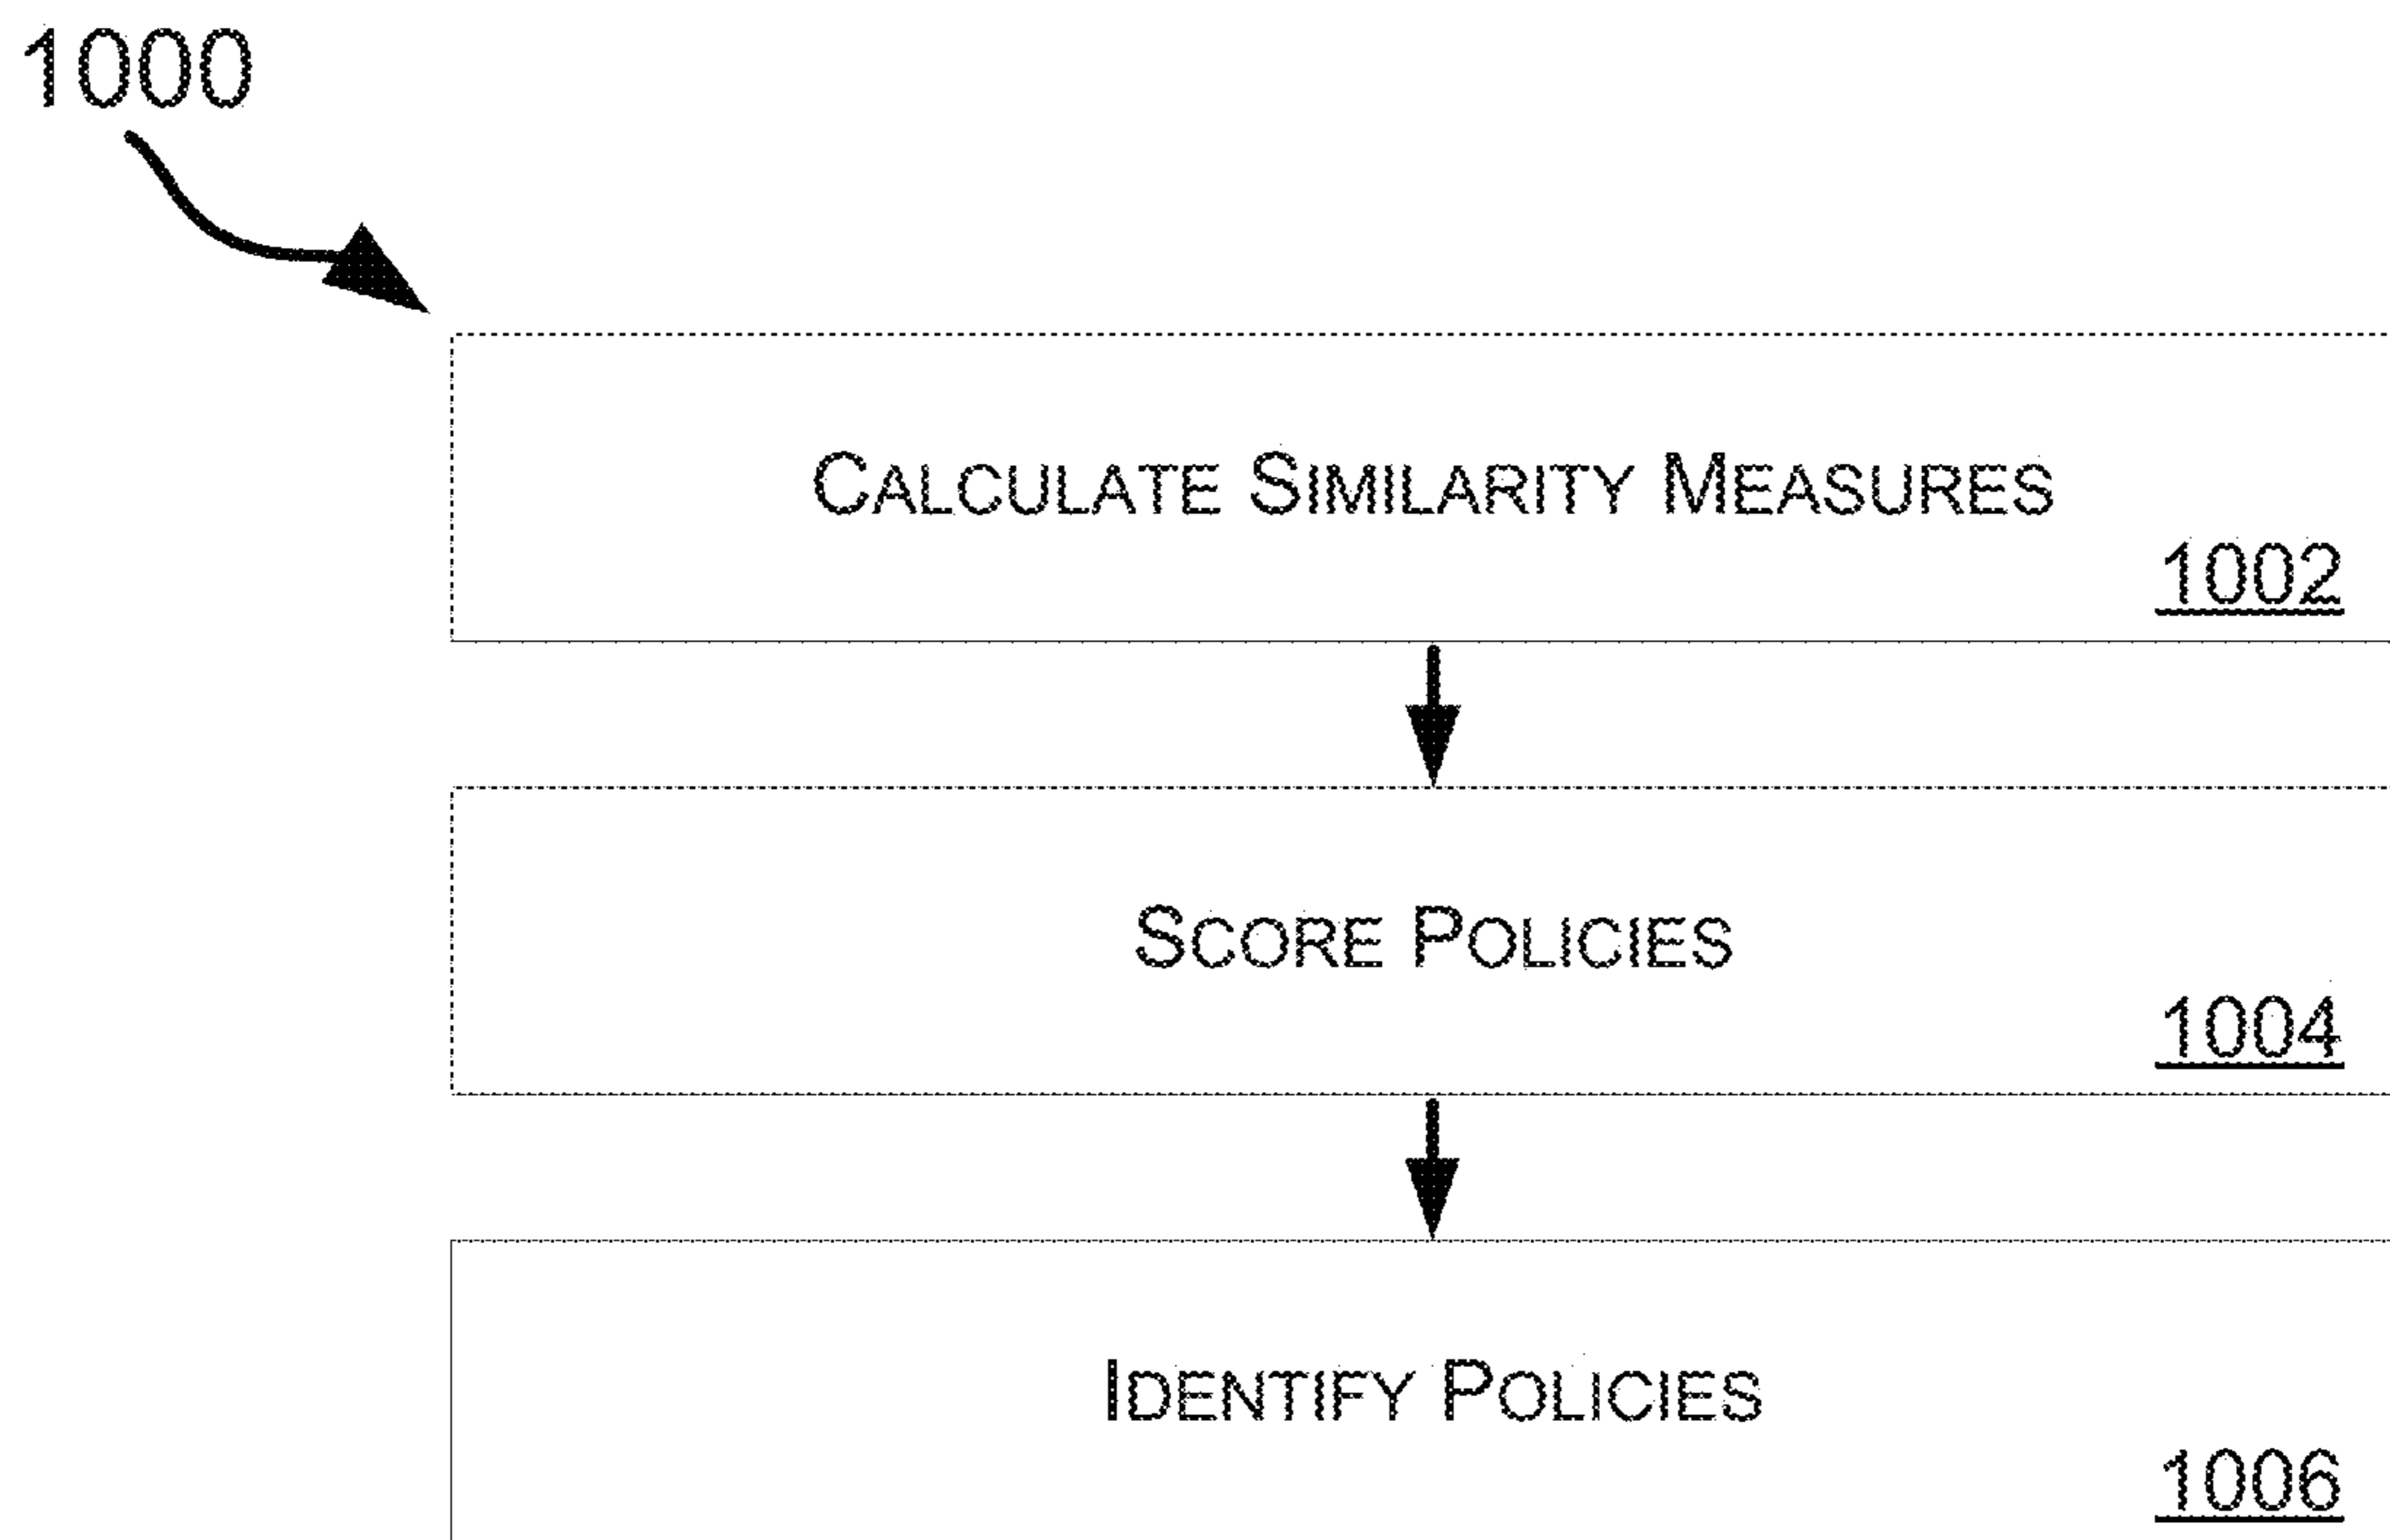 1000
CALCULATE SIMILARITY MEASURES
1002
SCORE POLICIES
1004
IDENTIFY POLICIES
1006